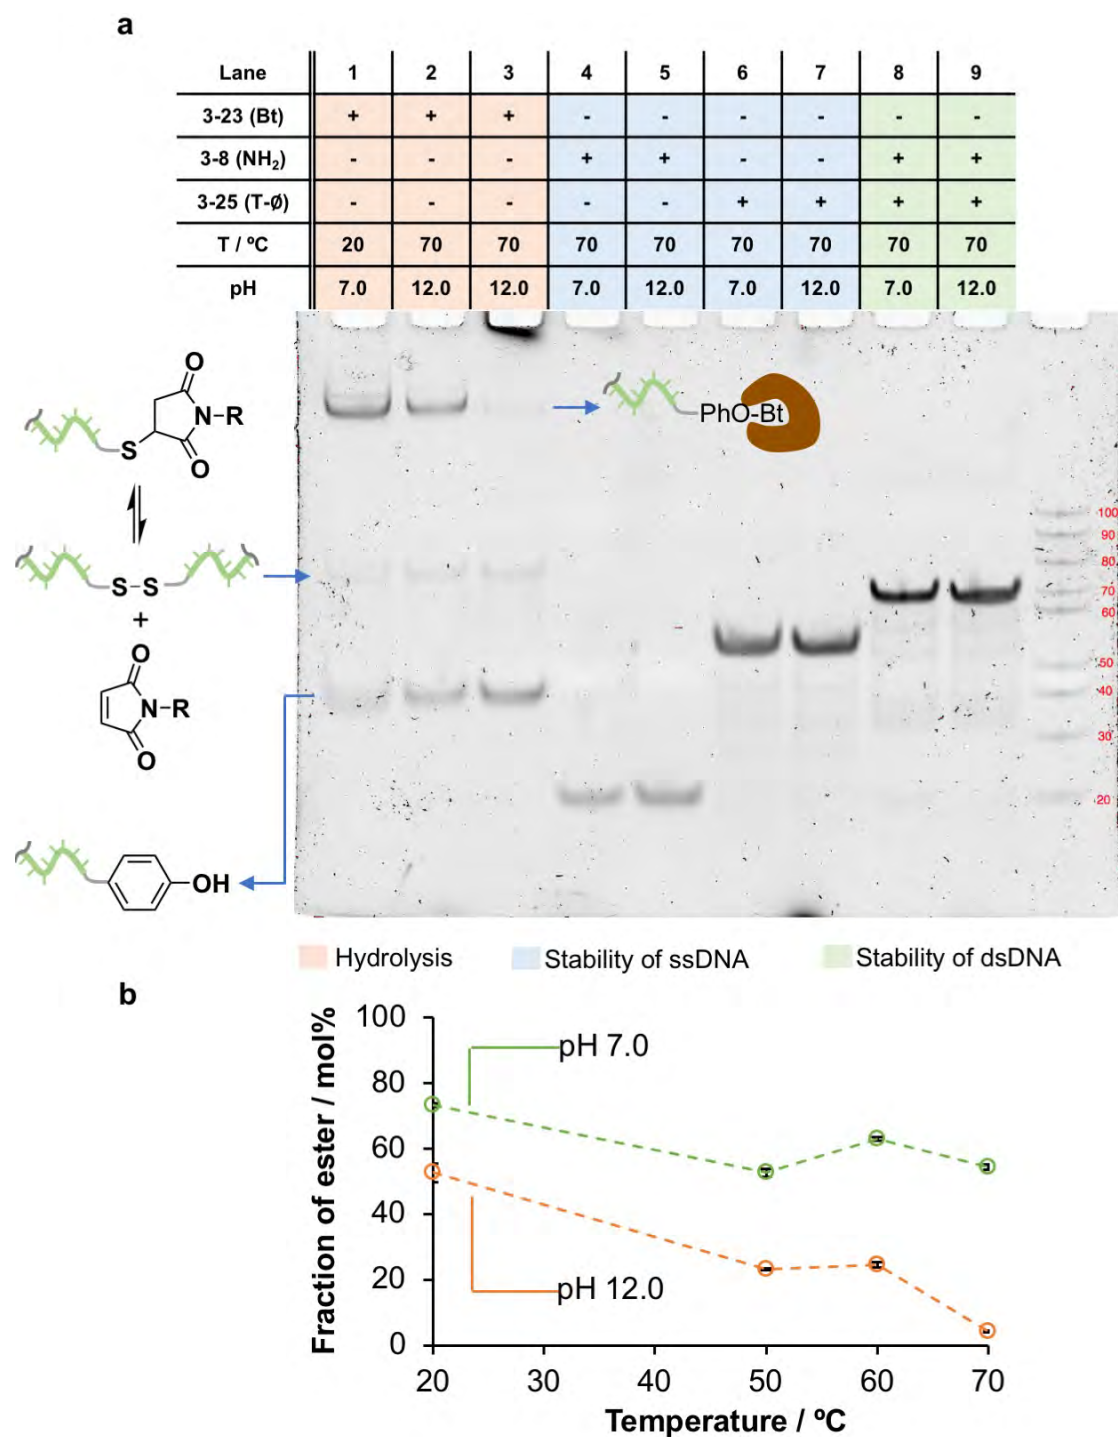 a
Lane 1 2 3 4 5 6 7 8 9
3-23 (Bt) + + + - - - - - -
3-8 (NH₂) - - - + + - - + +
3-25 (T-Ø) - - - - - + + + +
T / ºC 20 70 70 70 70 70 70 70 70
pH 7.0 12.0 12.0 7.0 12.0 7.0 12.0 7.0 12.0
O
N-R
S
O
PhO-Bt
S-S
+
O
N-R
O
OH
100
90
80
70
60
50
40
30
20
Hydrolysis Stability of ssDNA Stability of dsDNA
b
Fraction of ester / mol%
100
80
60
40
20
0
pH 7.0
pH 12.0
20 30 40 50 60 70
Temperature / ºC